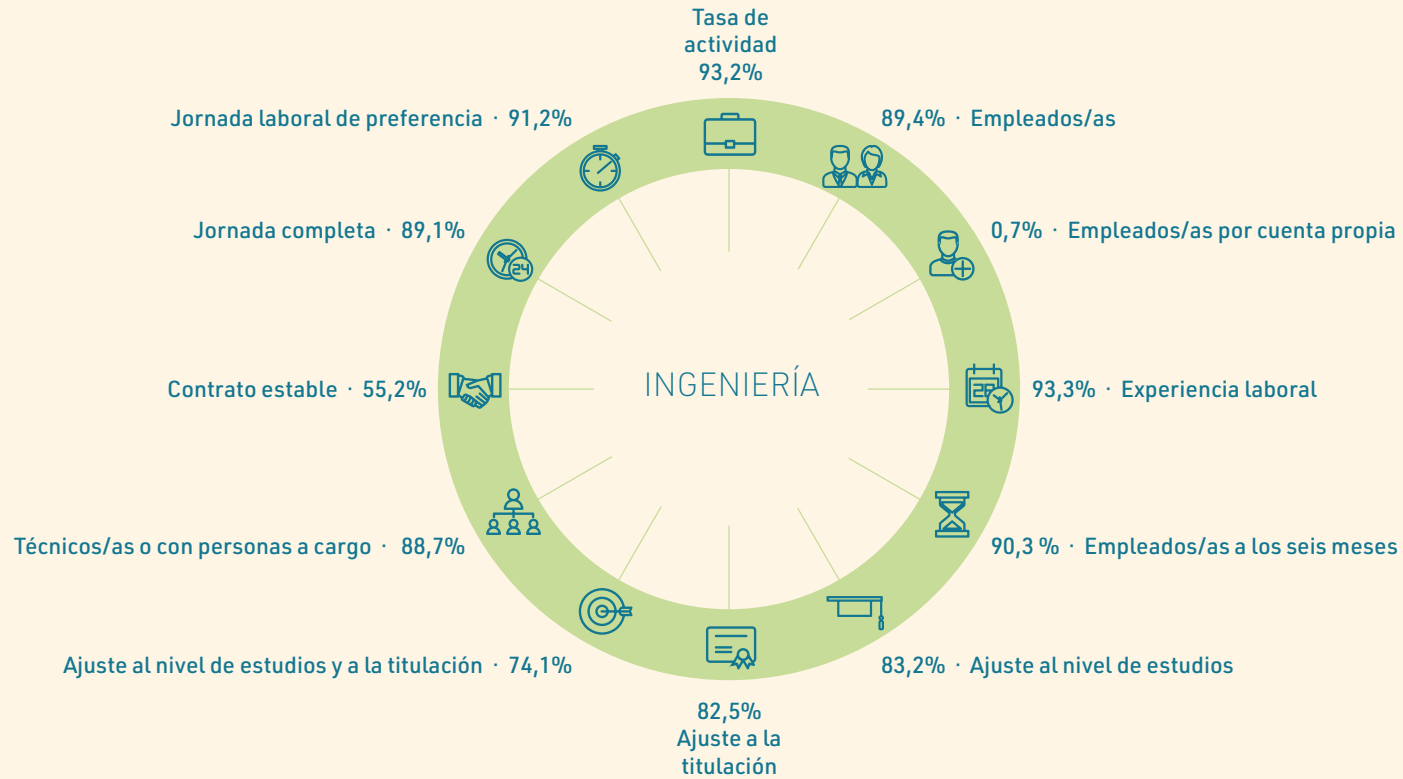 Tasa de
actividad
93,2%
Jornada laboral de preferencia · 91,2%
89,4% · Empleados/as
Jornada completa · 89,1%
0,7% · Empleados/as por cuenta propia
24
INGENIERÍA
Contrato estable · 55,2%
29
93,3% · Experiencia laboral
Técnicos/as o con personas a cargo · 88,7%
90,3 % · Empleados/as a los seis meses
Ajuste al nivel de estudios y a la titulación · 74,1%
83,2% · Ajuste al nivel de estudios
82,5%
Ajuste a la
titulación